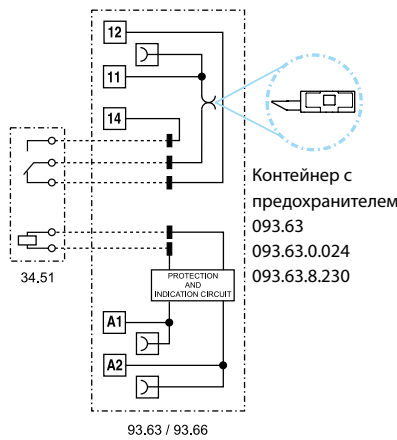 12
11
14
Контейнер с
предохранителем
093.63
093.63.0.024
093.63.8.230
34.51
PROTECTION
AND
INDICATION CIRCUIT
A1
A2
93.63 / 93.66